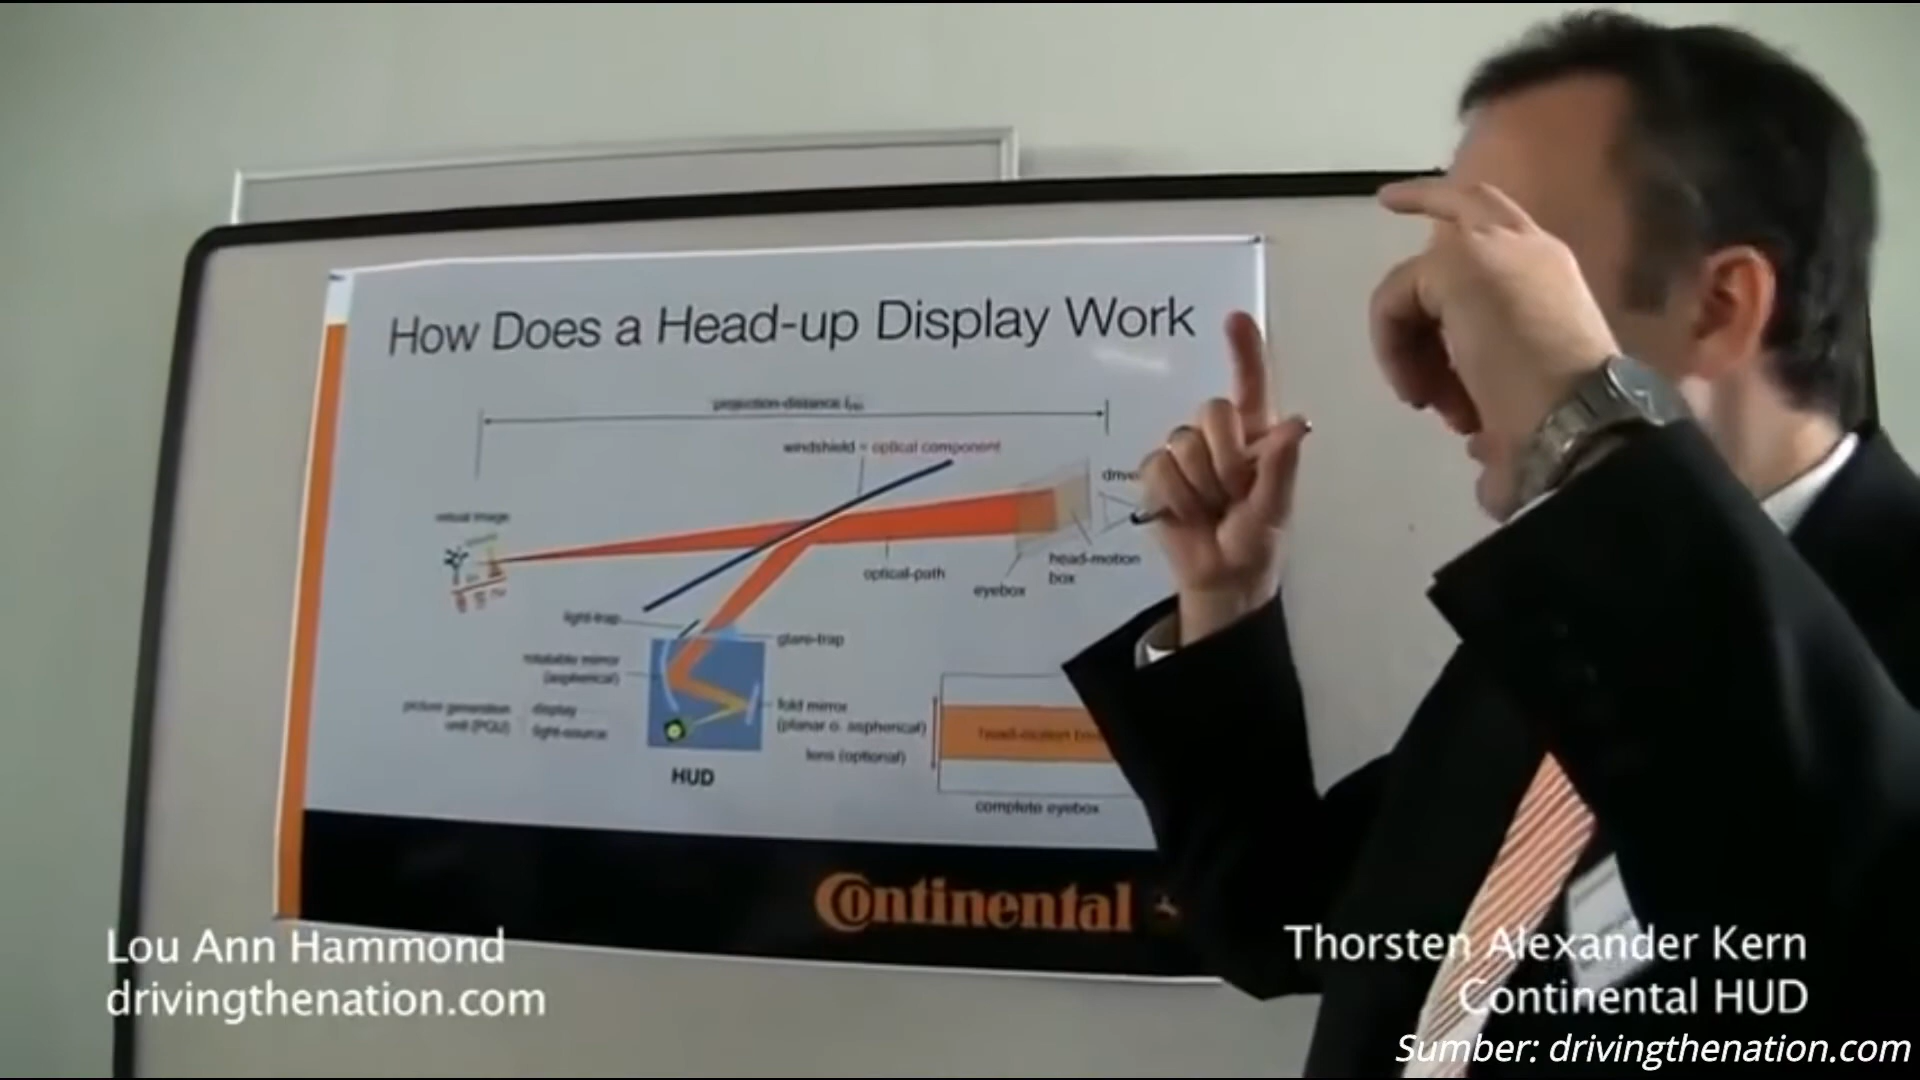 How Does a Head-up Display Work
projection-distance
windshield = optical component
virtual image
optical-path
eyebox
head-motion
box
light-trap
glare-trap
rotatable mirror
(aspherical)
picture generation
unit (PGU)
display
light-source
fold mirror
(planar o. aspherical)
lens (optional)
HUD
head-motion
complete eyebox
Continental
Lou Ann Hammond
drivingthenation.com
Thorsten Alexander Kern
Continental HUD
Sumber: drivingthenation.com